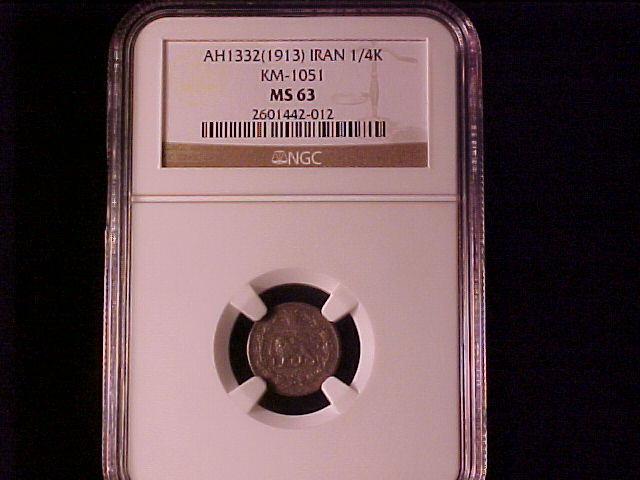 AH1332(1913) IRAN 1/4K
KM-1051
MS 63
2601442-012
NGC